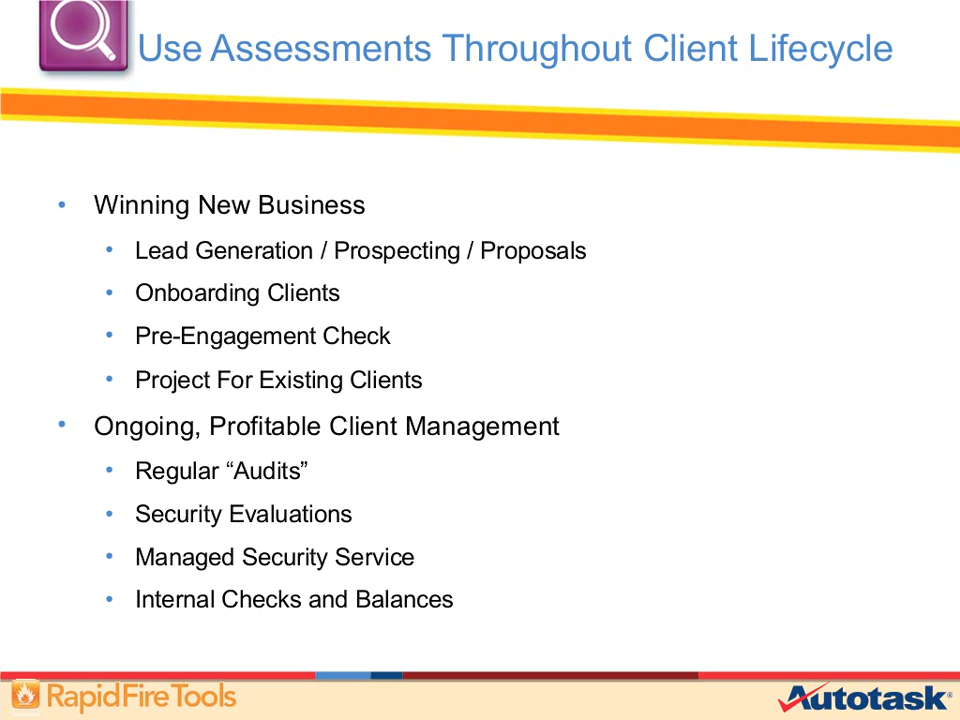 Use Assessments Throughout Client Lifecycle
• Winning New Business
• Lead Generation / Prospecting / Proposals
• Onboarding Clients
• Pre-Engagement Check
• Project For Existing Clients
• Ongoing, Profitable Client Management
• Regular “Audits”
• Security Evaluations
• Managed Security Service
• Internal Checks and Balances
RapidFireTools
Autotask®